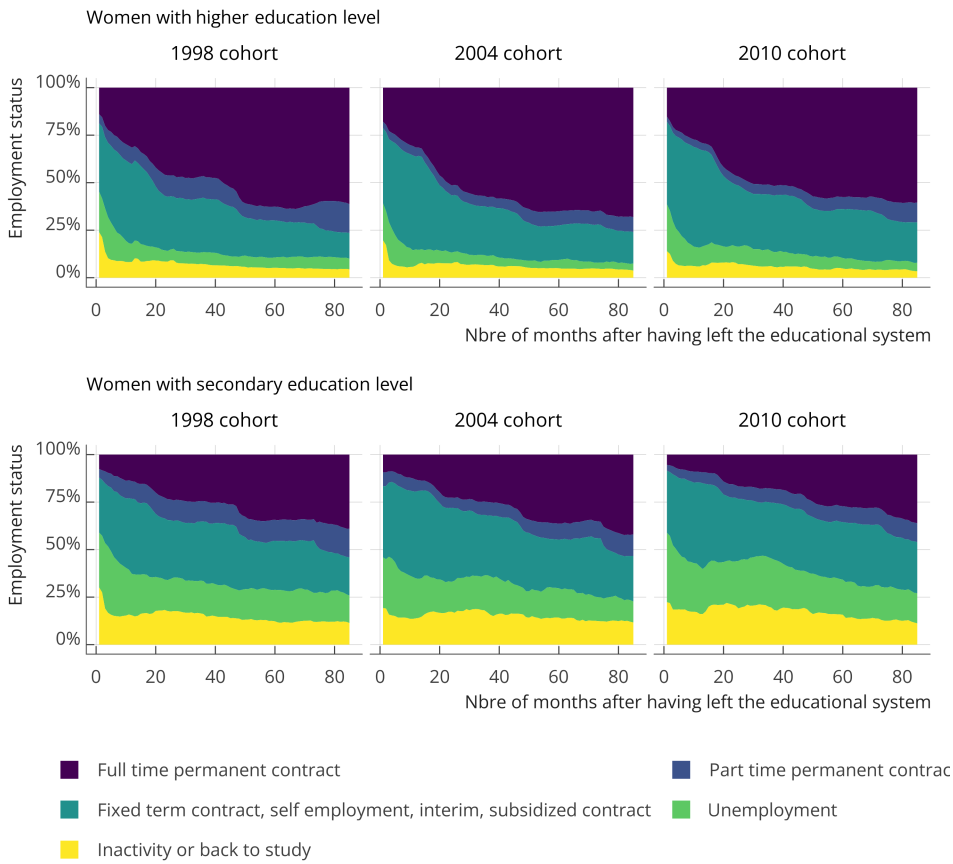 Women with higher education level
1998 cohort 2004 cohort 2010 cohort
Employment status
100%
75%
50%
25%
0%
0 20 40 60 80 0 20 40 60 80 0 20 40 60 80
Nbre of months after having left the educational system
Women with secondary education level
1998 cohort 2004 cohort 2010 cohort
Employment status
100%
75%
50%
25%
0%
0 20 40 60 80 0 20 40 60 80 0 20 40 60 80
Nbre of months after having left the educational system
Full time permanent contract Part time permanent contrac
Fixed term contract, self employment, interim, subsidized contract Unemployment
Inactivity or back to study